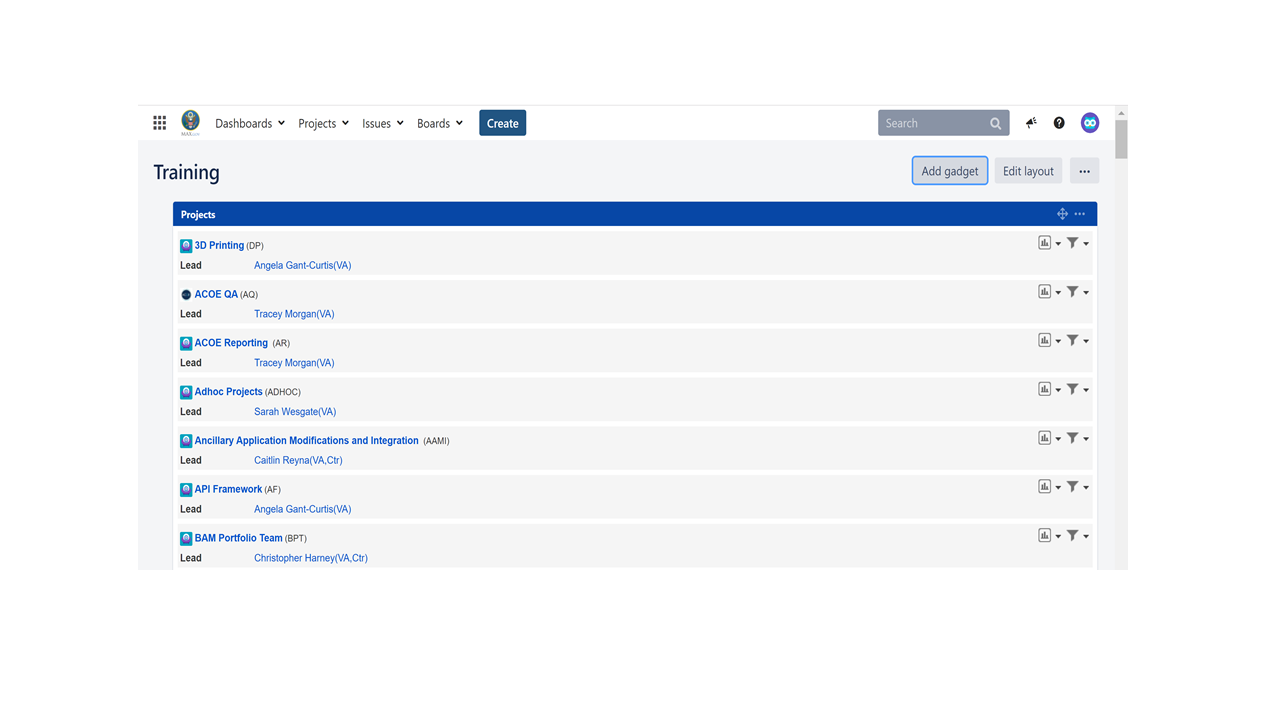 Dashboards Projects Issues Boards Create Search
Training Add gadget Edit layout
Projects
3D Printing (DP)
Lead Angela Gant-Curtis(VA)
ACOE QA (AQ)
Lead Tracey Morgan(VA)
ACOE Reporting (AR)
Lead Tracey Morgan(VA)
Adhoc Projects (ADHOC)
Lead Sarah Wesgate(VA)
Ancillary Application Modifications and Integration (AAMI)
Lead Caitlin Reyna(VA,Ctr)
API Framework (AF)
Lead Angela Gant-Curtis(VA)
BAM Portfolio Team (BPT)
Lead Christopher Harney(VA,Ctr)